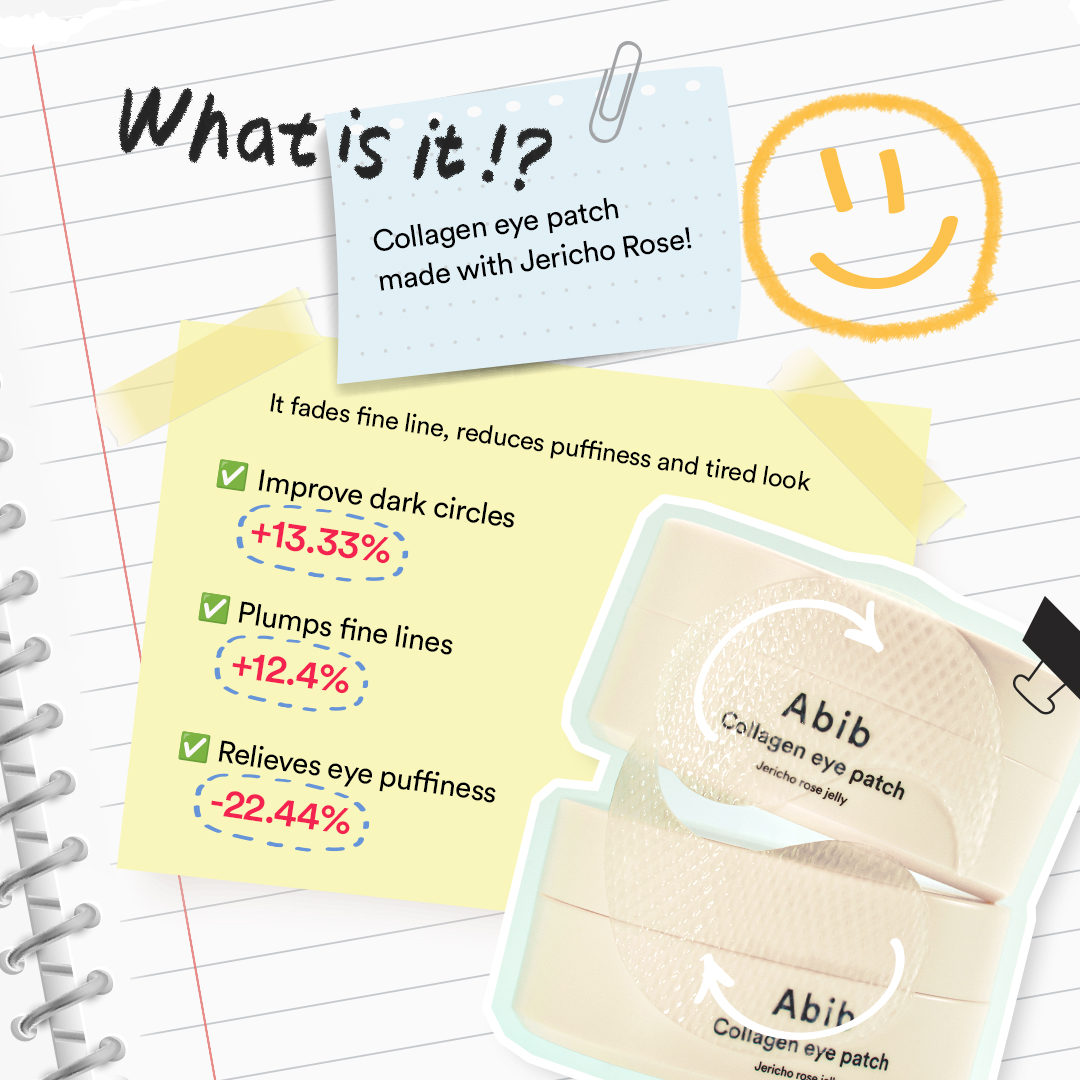 What is it!?
Collagen eye patch
made with Jericho Rose!
It fades fine line, reduces puffiness and tired look
✅ Improve dark circles
+13.33%
✅ Plumps fine lines
+12.4%
✅ Relieves eye puffiness
-22.44%
Abib
Collagen eye patch
Jericho rose jelly
Abib
Collagen eye patch
Jericho rose jelly